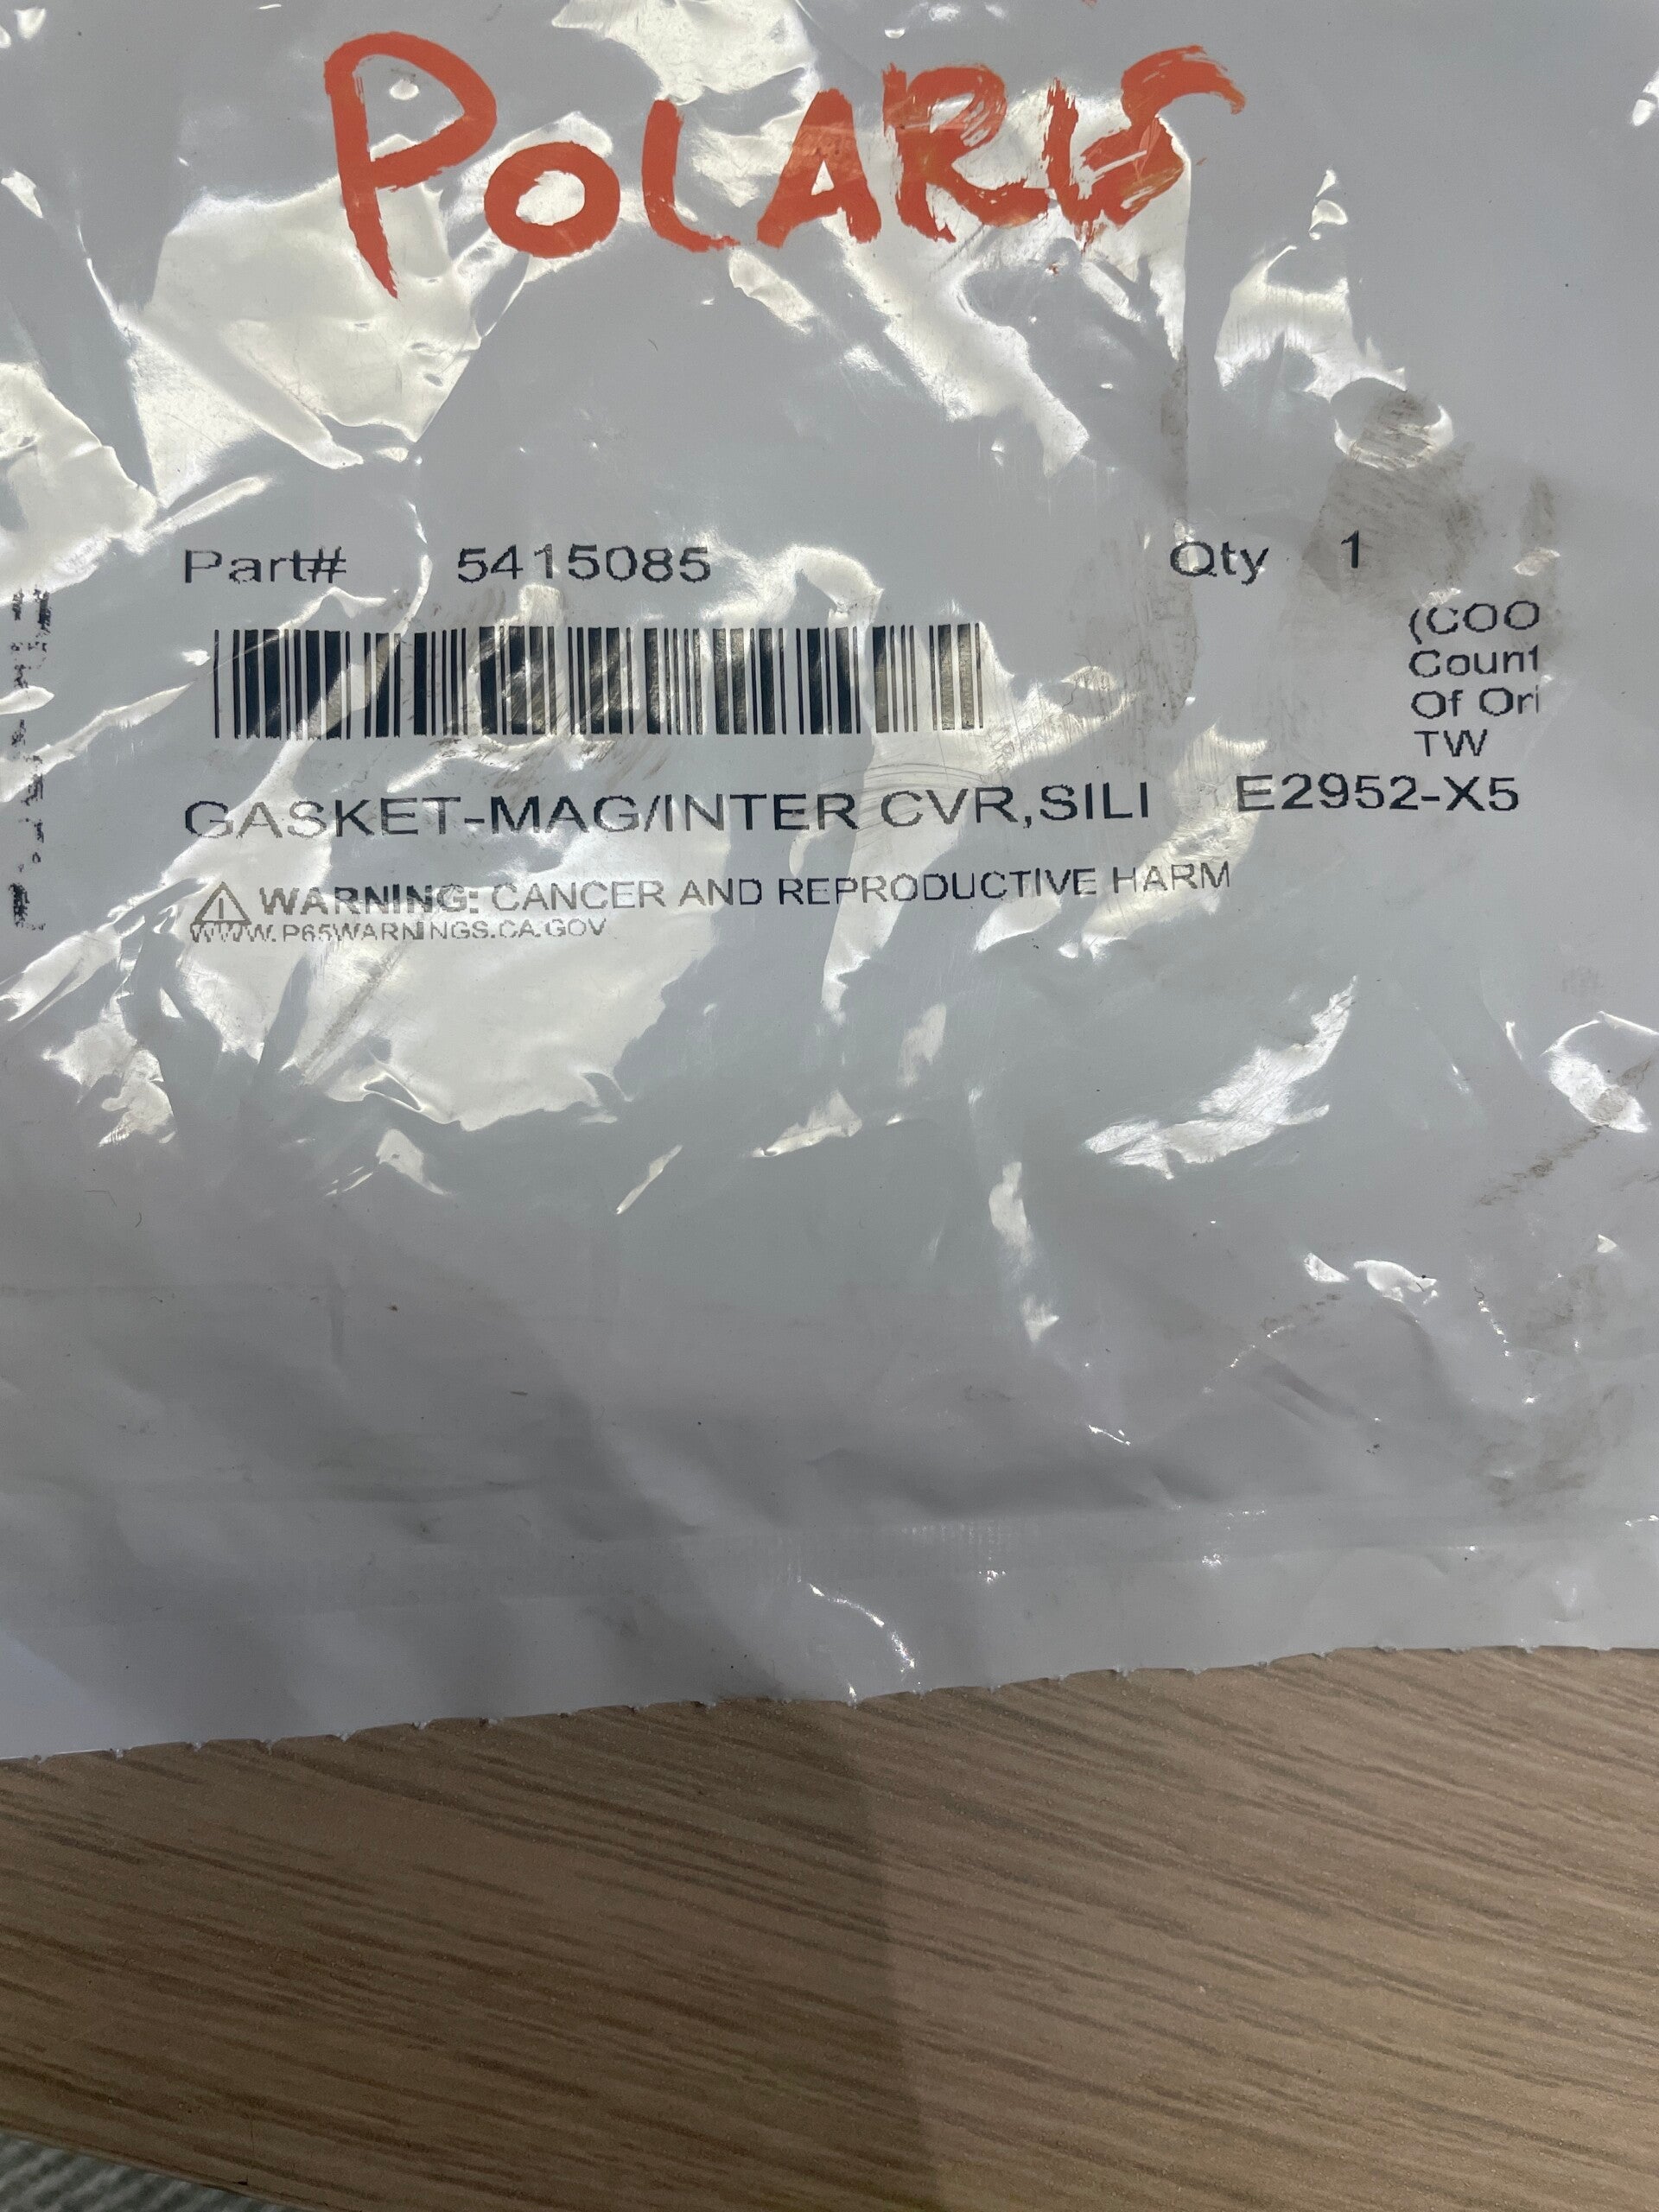 POLARIS
Part# 5415085 Qty 1
(COO
Count
Of Ori
TW
GASKET-MAG/INTER CVR,SILI E2952-X5
WARNING: CANCER AND REPRODUCTIVE HARM
WWW.P65WARNINGS.CA.GOV